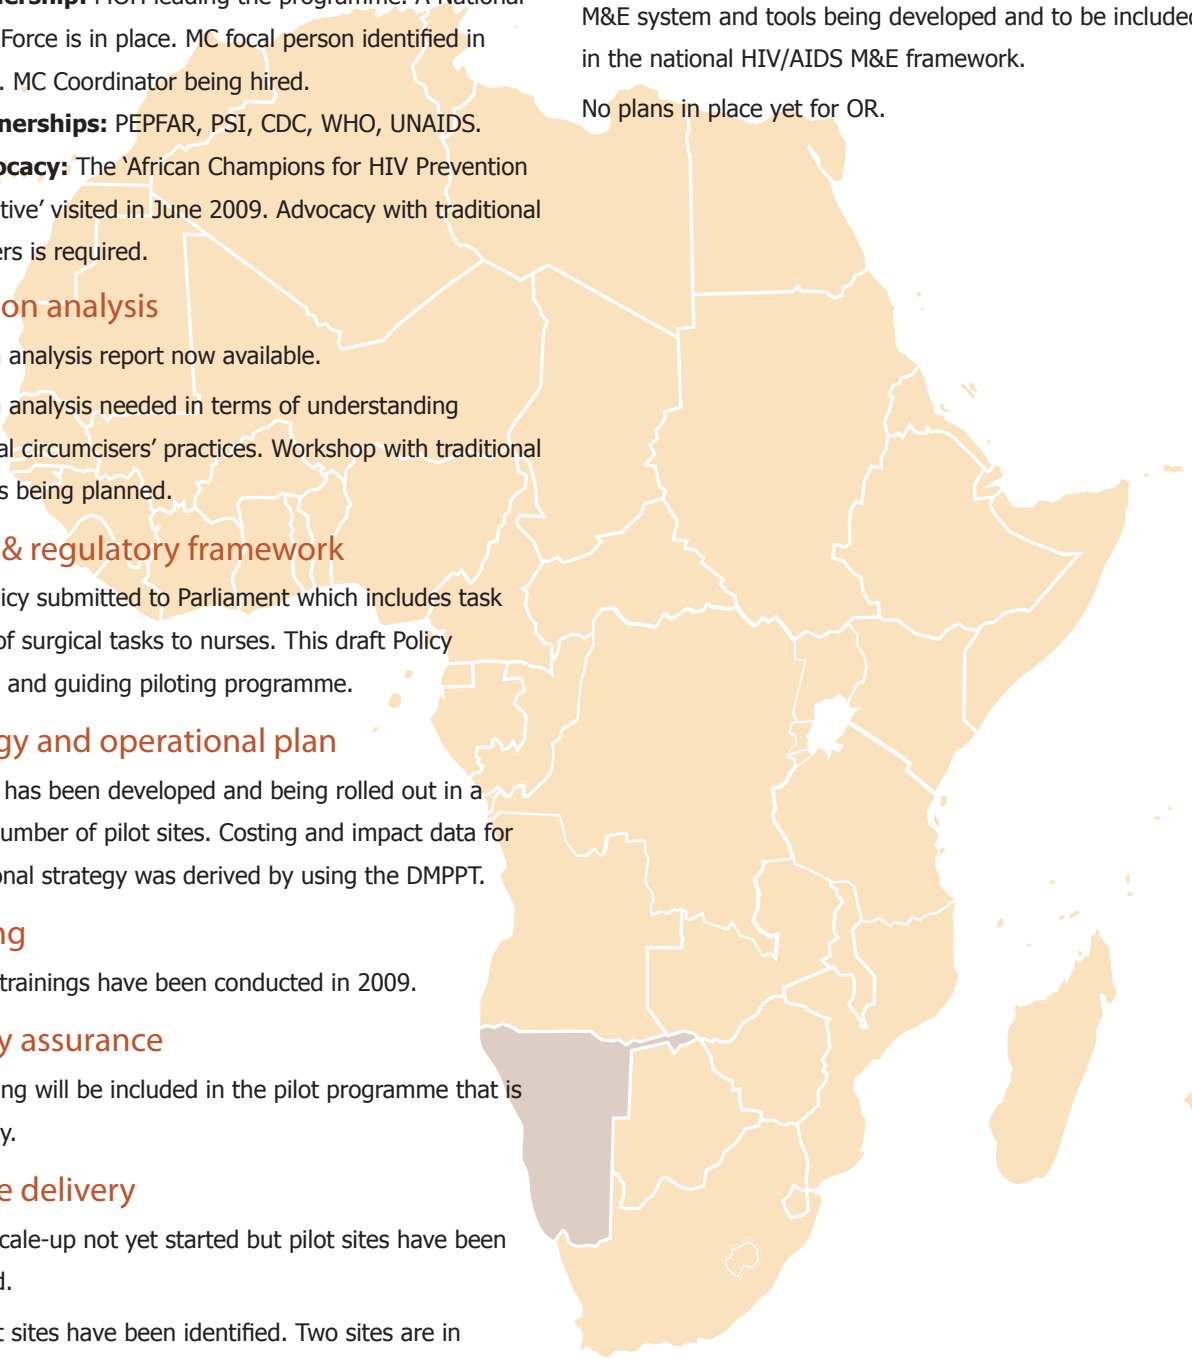 nership: MOH leading the programme. A National
Force is in place. MC focal person identified in
. MC Coordinator being hired.
nerships: PEPFAR, PSI, CDC, WHO, UNAIDS.
ocacy: The ‘African Champions for HIV Prevention
tive’ visited in June 2009. Advocacy with traditional
ers is required.
on analysis
analysis report now available.
analysis needed in terms of understanding
al circumcisers’ practices. Workshop with traditional
s being planned.
& regulatory framework
licy submitted to Parliament which includes task
of surgical tasks to nurses. This draft Policy
and guiding piloting programme.
gy and operational plan
has been developed and being rolled out in a
umber of pilot sites. Costing and impact data for
onal strategy was derived by using the DMPPT.
ng
trainings have been conducted in 2009.
y assurance
ng will be included in the pilot programme that is
y.
e delivery
cale-up not yet started but pilot sites have been
d.
t sites have been identified. Two sites are in
M&E system and tools being developed and to be included
in the national HIV/AIDS M&E framework.
No plans in place yet for OR.